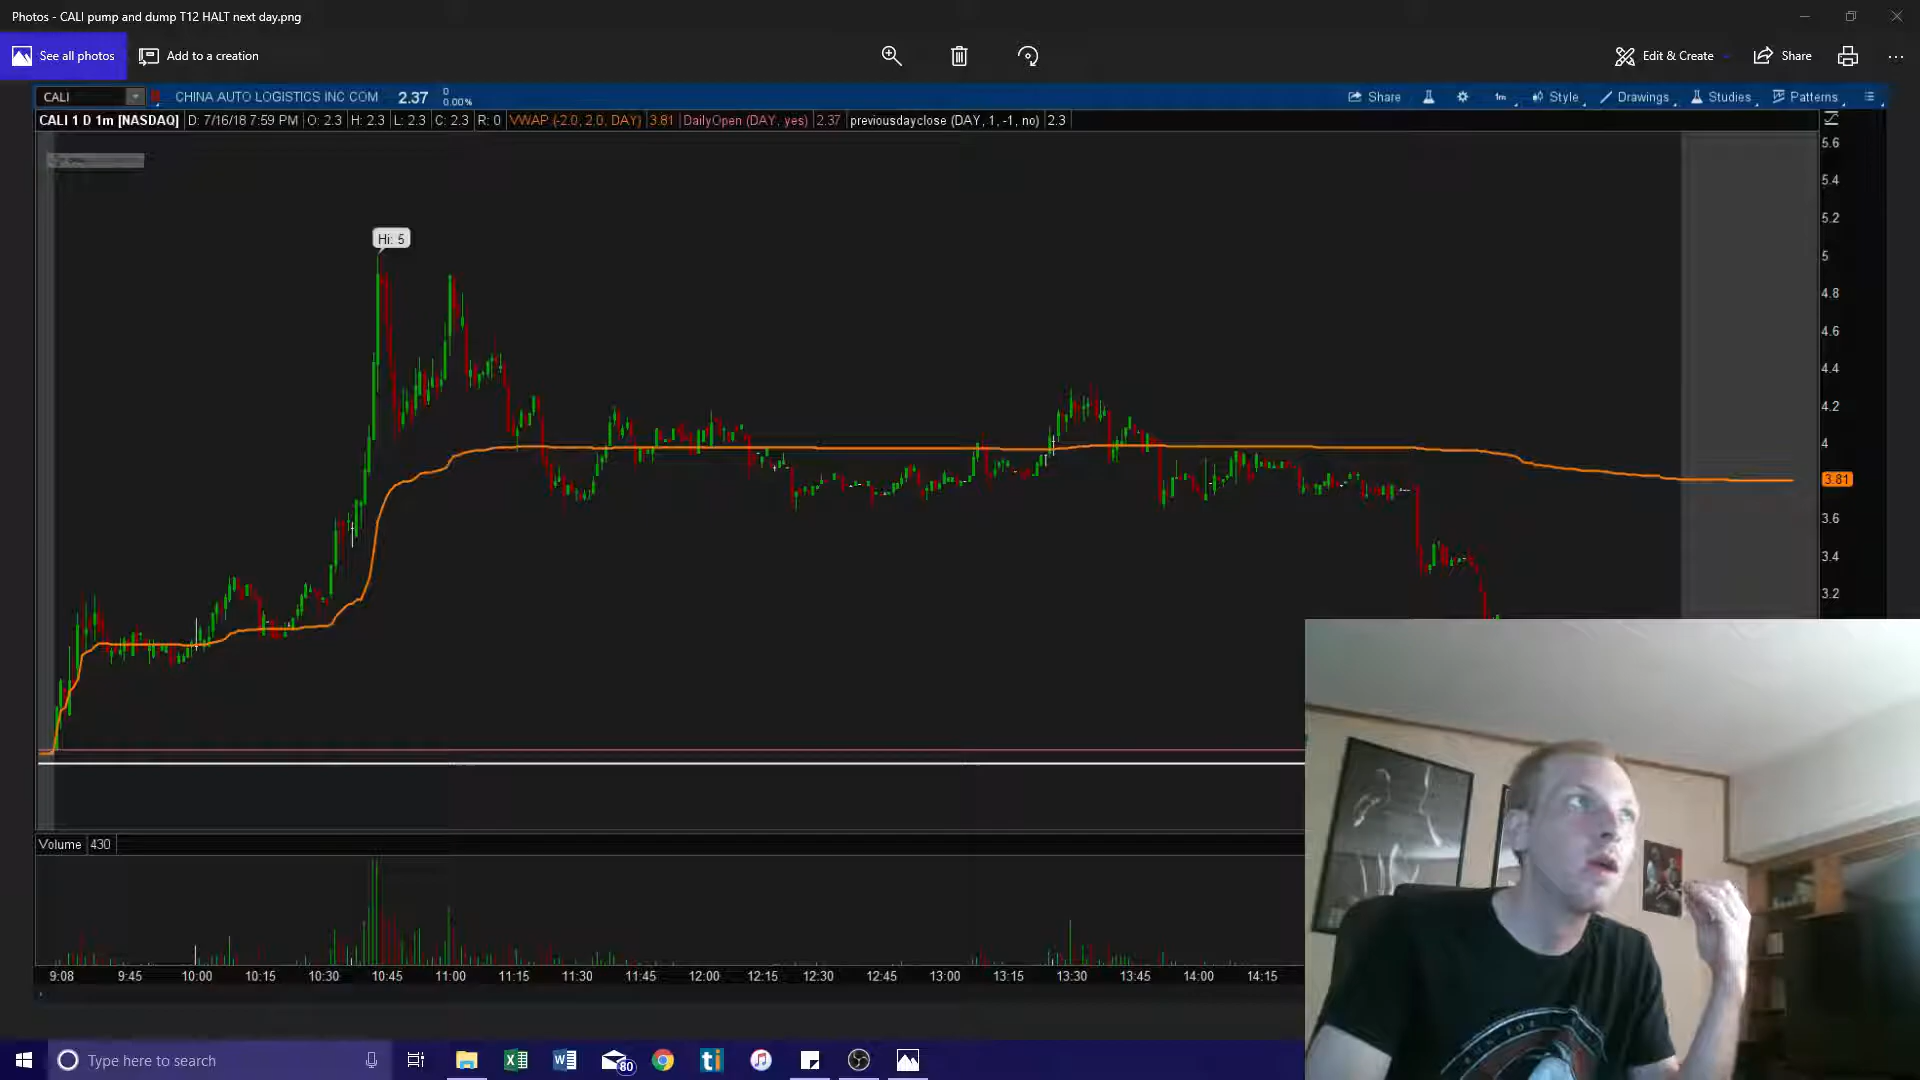 Photos - CALI pump and dump T12 HALT next day.png
See all photos
Add to a creation
Edit & Create
Share
CALI
CHINA AUTO LOGISTICS INC COM
2.37
0
0.00%
Share
1m
Style
Drawings
Studies
Patterns
CALI 1 D 1m [NASDAQ]
D: 7/16/18 7:59 PM
O: 2.3
H: 2.3
L: 2.3
C: 2.3
R: 0
VWAP (-2.0, 2.0, DAY)
3.81
DailyOpen (DAY, yes)
2.37
previousdayclose (DAY, 1, -1, no)
2.3
Hi: 5
5.6
5.4
5.2
5
4.8
4.6
4.4
4.2
4
3.81
3.6
3.4
3.2
Volume
430
9:08
9:45
10:00
10:15
10:30
10:45
11:00
11:15
11:30
11:45
12:00
12:15
12:30
12:45
13:00
13:15
13:30
13:45
14:00
14:15
Type here to search
80
ti